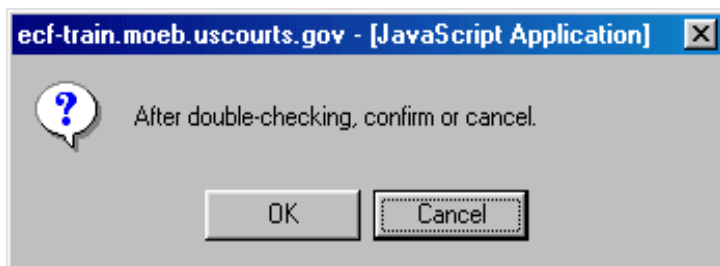 ecf-train.moeb.uscourts.gov - [JavaScript Application]
?
After double-checking, confirm or cancel.
OK Cancel